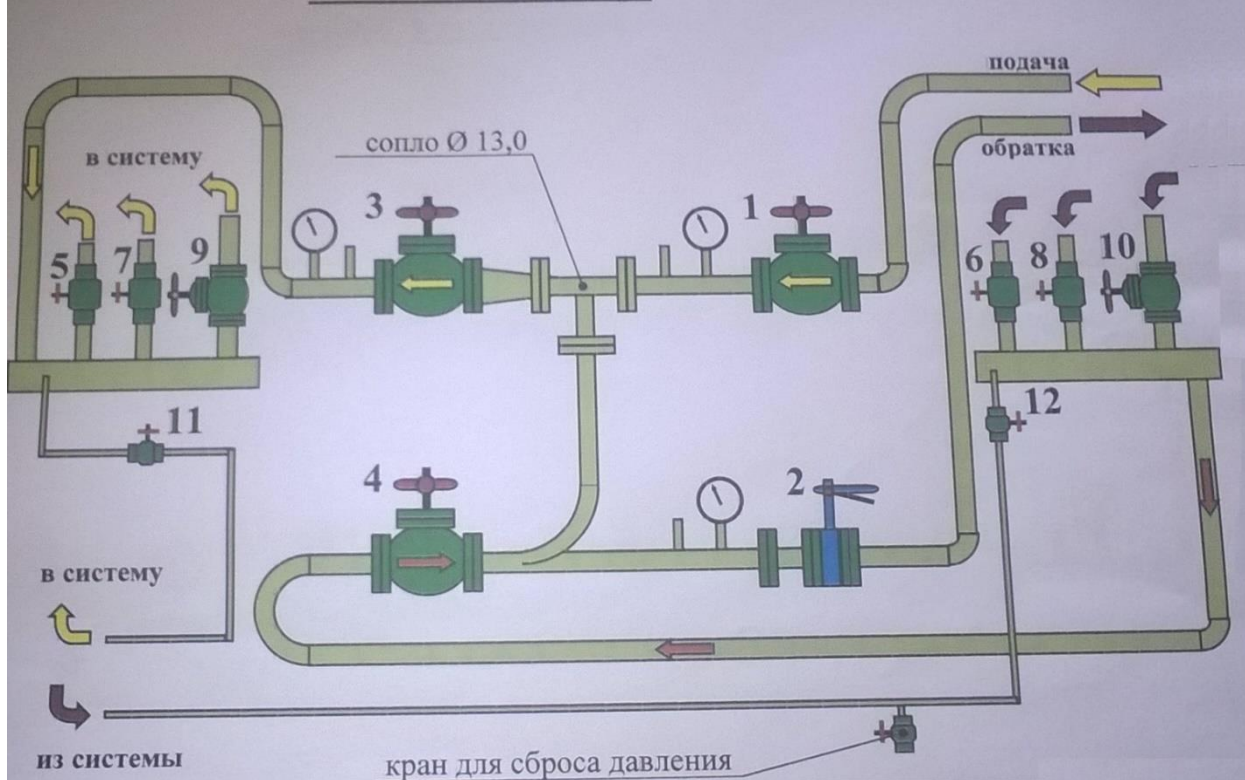 подача
сопло Ø 13,0
обратка
в систему
3
1
9
7
5
6
8
10
11
12
4
2
в систему
из системы
кран для сброса давления